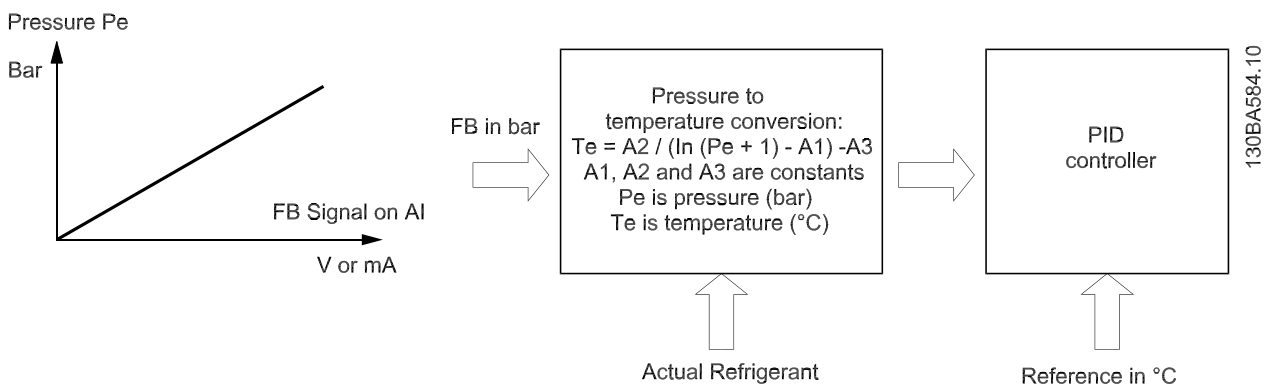 Pressure Pe
Bar
FB Signal on AI
V or mA
FB in bar
Pressure to
temperature conversion:
Te = A2 / (In (Pe + 1) - A1) -A3
A1, A2 and A3 are constants
Pe is pressure (bar)
Te is temperature (°C)
Actual Refrigerant
PID
controller
Reference in °C
130BA584.10